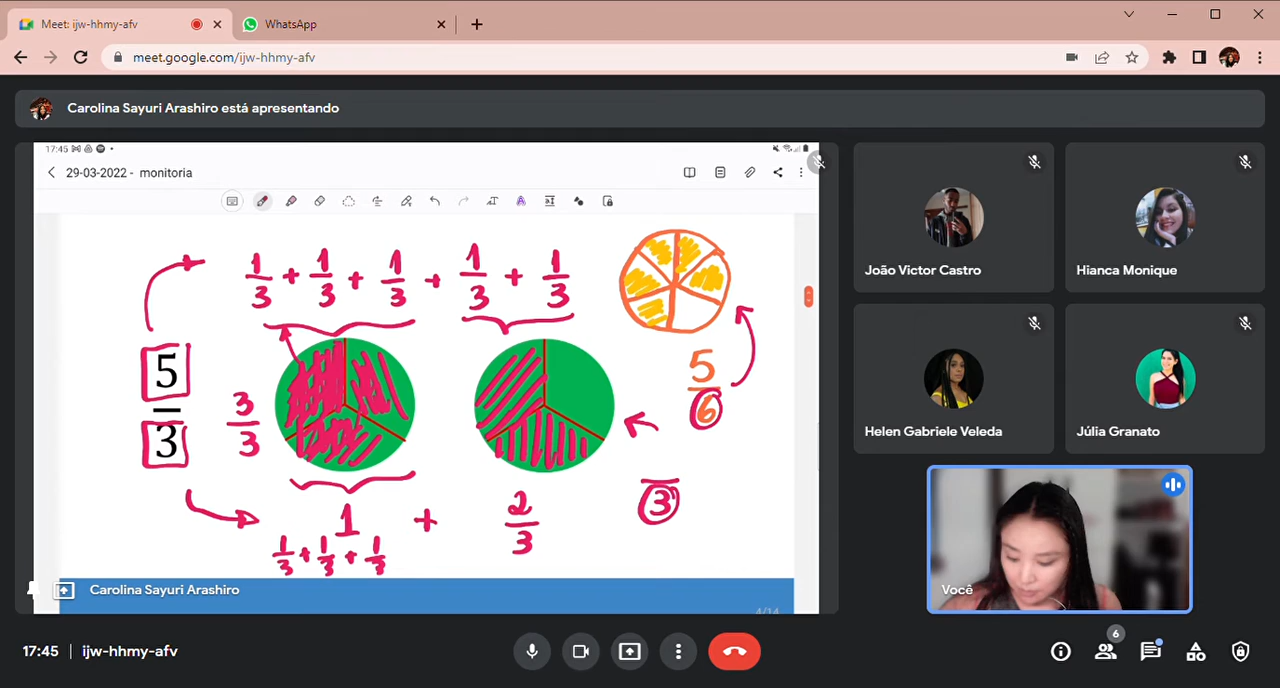 Meet: ijw-hhmy-afv
WhatsApp
meet.google.com/ijw-hhmy-afv
Carolina Sayuri Arashiro está apresentando
17:45
29-03-2022 - monitoria
1/3 + 1/3 + 1/3 + 1/3 + 1/3
5/3
3/3
5/6
1 + 2/3
3
1/3 + 1/3 + 1/3
Carolina Sayuri Arashiro
4/14
João Victor Castro
Hianca Monique
Helen Gabriele Veleda
Júlia Granato
Você
17:45 | ijw-hhmy-afv
6